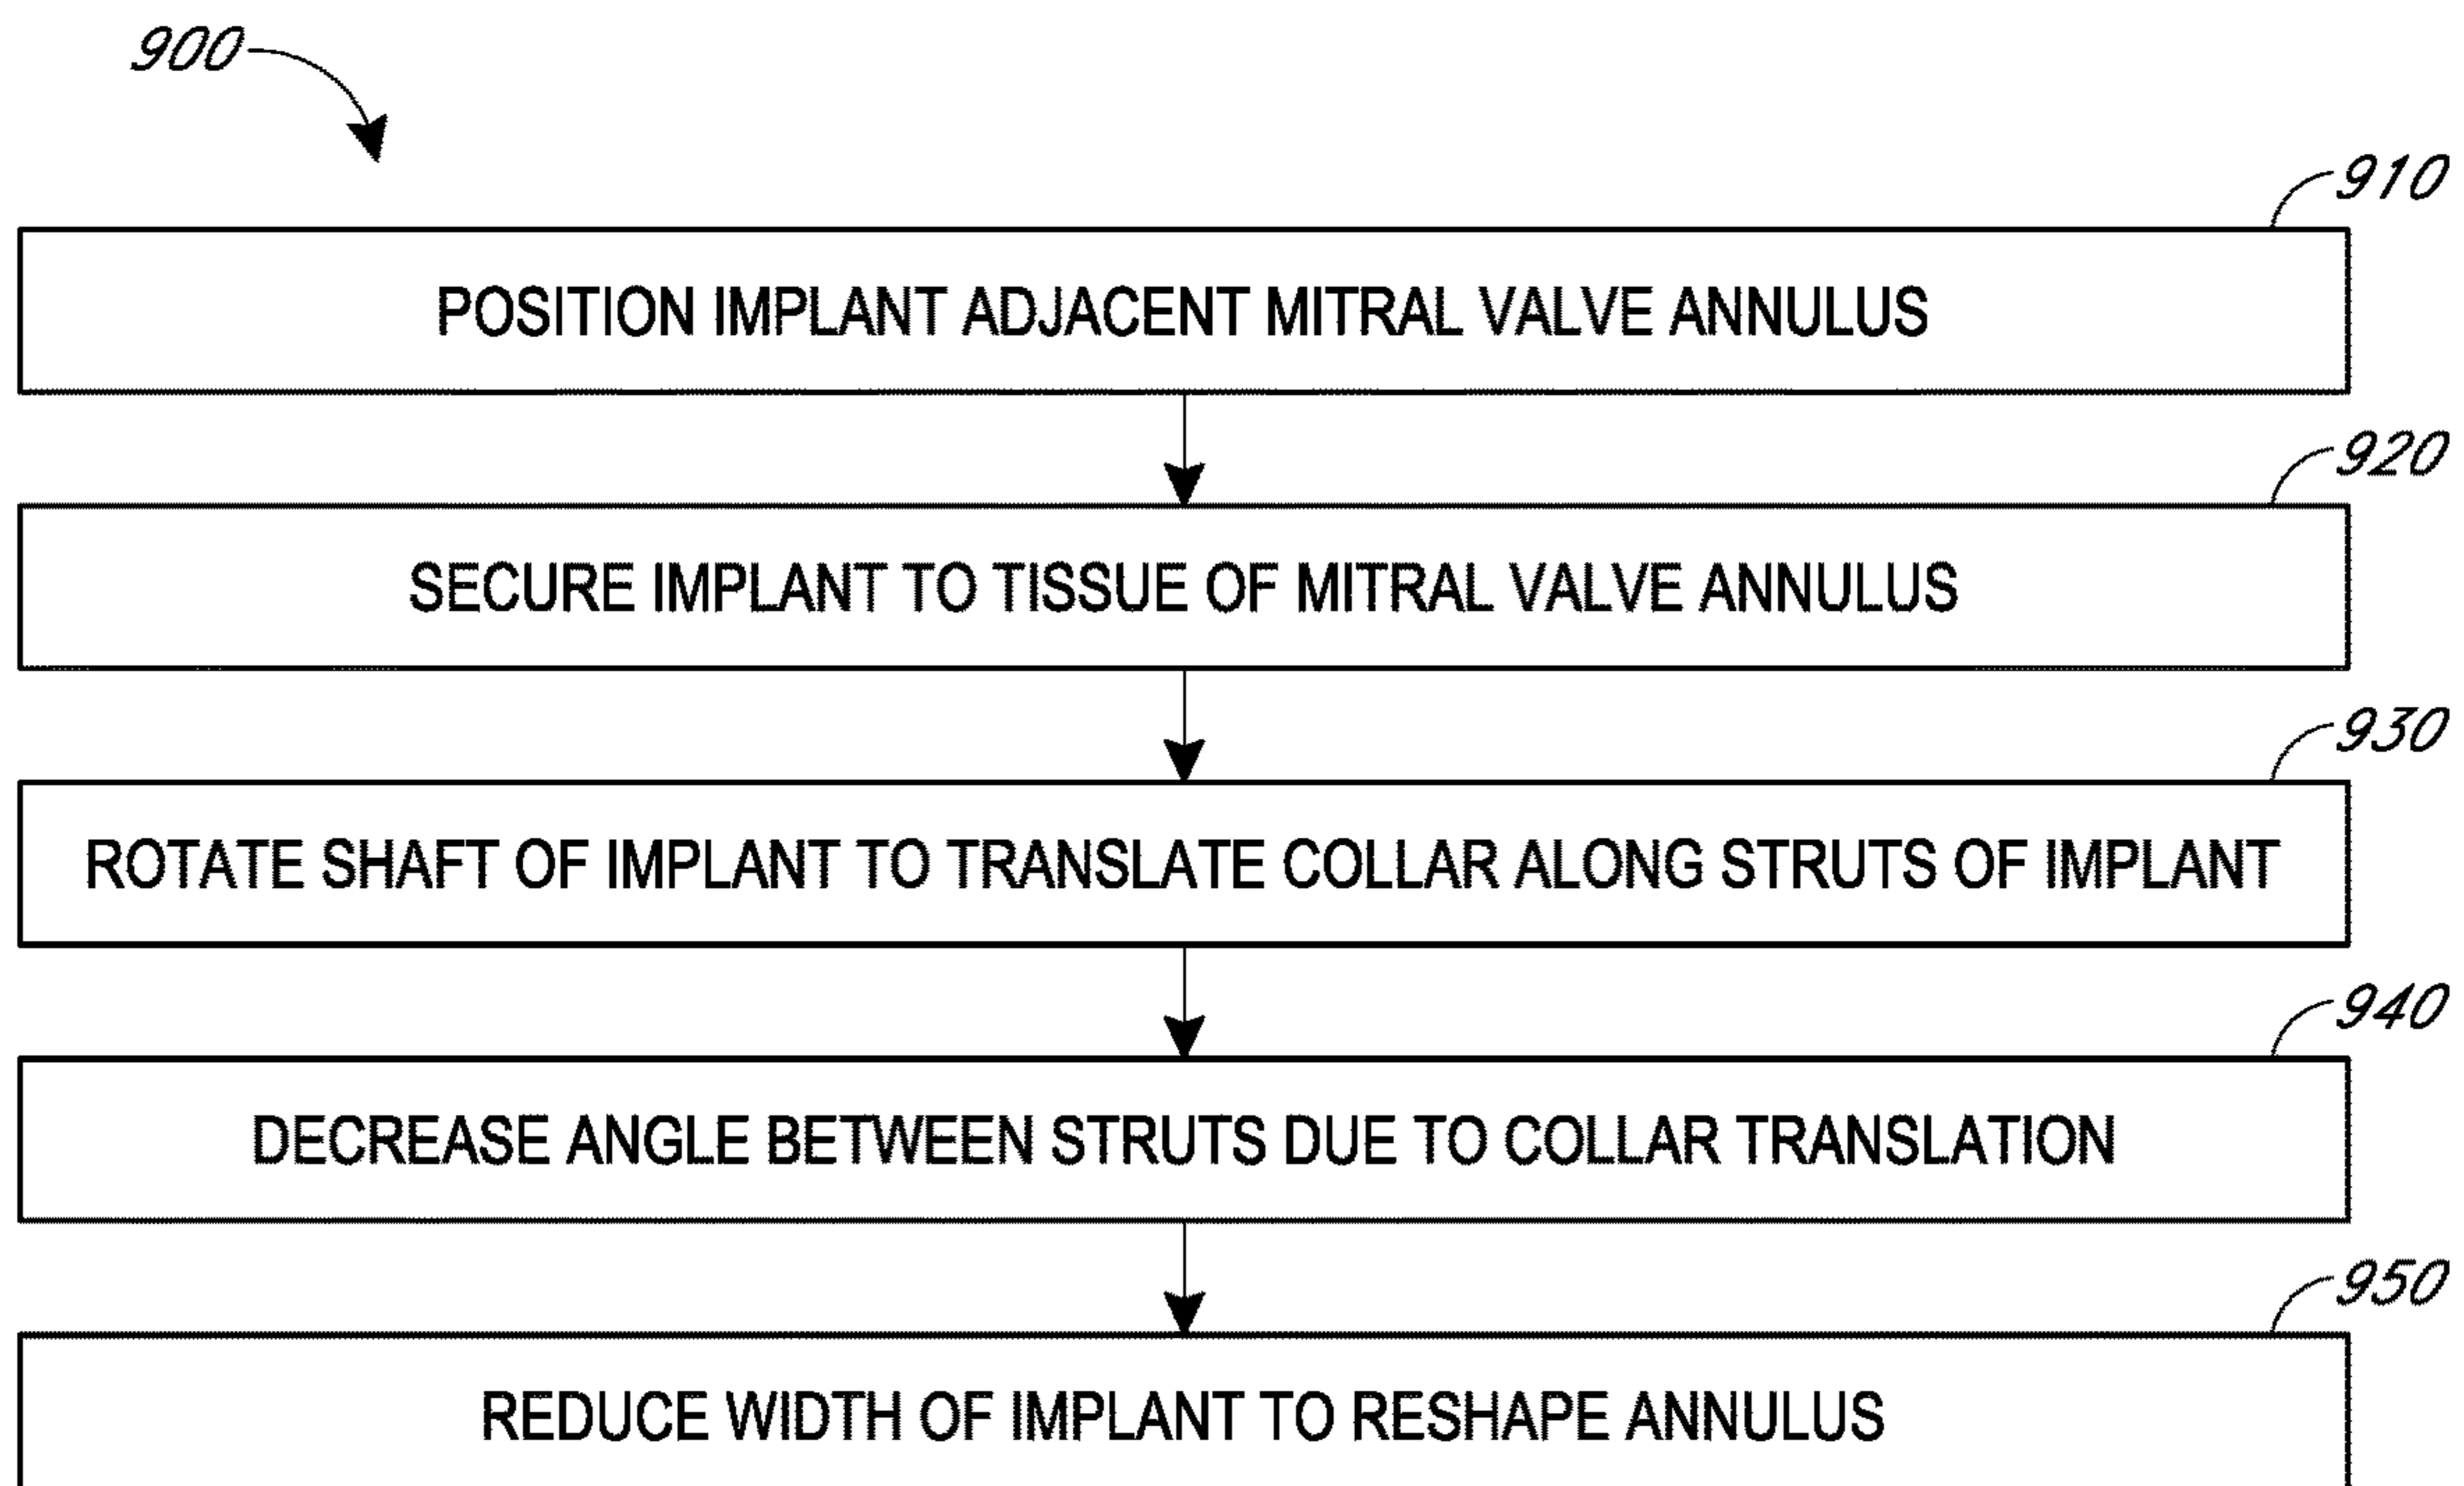 900
910
POSITION IMPLANT ADJACENT MITRAL VALVE ANNULUS
920
SECURE IMPLANT TO TISSUE OF MITRAL VALVE ANNULUS
930
ROTATE SHAFT OF IMPLANT TO TRANSLATE COLLAR ALONG STRUTS OF IMPLANT
940
DECREASE ANGLE BETWEEN STRUTS DUE TO COLLAR TRANSLATION
950
REDUCE WIDTH OF IMPLANT TO RESHAPE ANNULUS